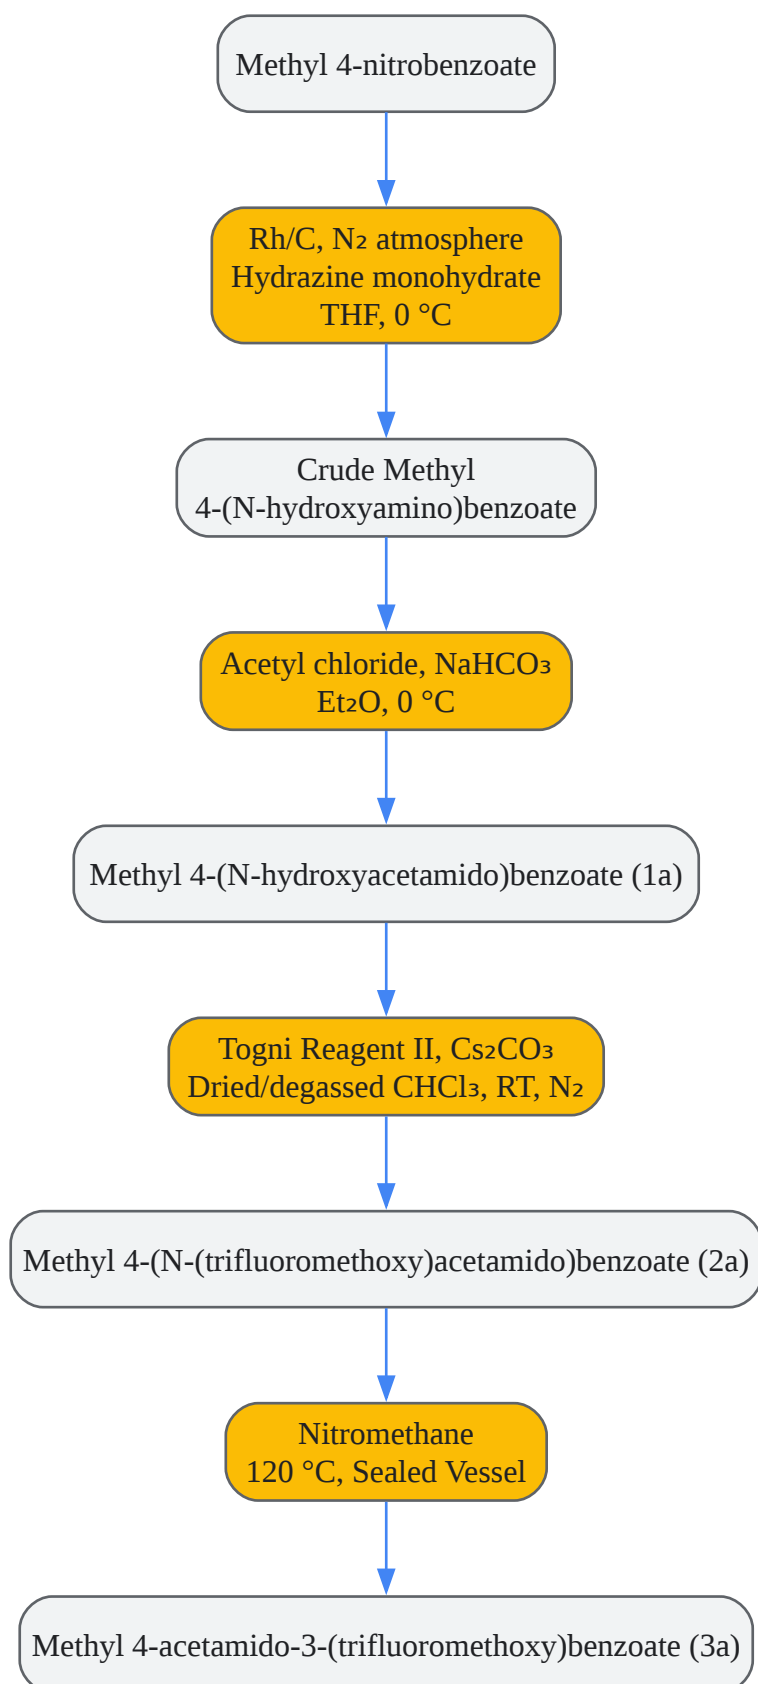 Methyl 4-nitrobenzoate
Rh/C, N₂ atmosphere
Hydrazine monohydrate
THF, 0 °C
Crude Methyl
4-(N-hydroxyamino)benzoate
Acetyl chloride, NaHCO₃
Et₂O, 0 °C
Methyl 4-(N-hydroxyacetamido)benzoate (1a)
Togni Reagent II, Cs₂CO₃
Dried/degassed CHCl₃, RT, N₂
Methyl 4-(N-(trifluoromethoxy)acetamido)benzoate (2a)
Nitromethane
120 °C, Sealed Vessel
Methyl 4-acetamido-3-(trifluoromethoxy)benzoate (3a)